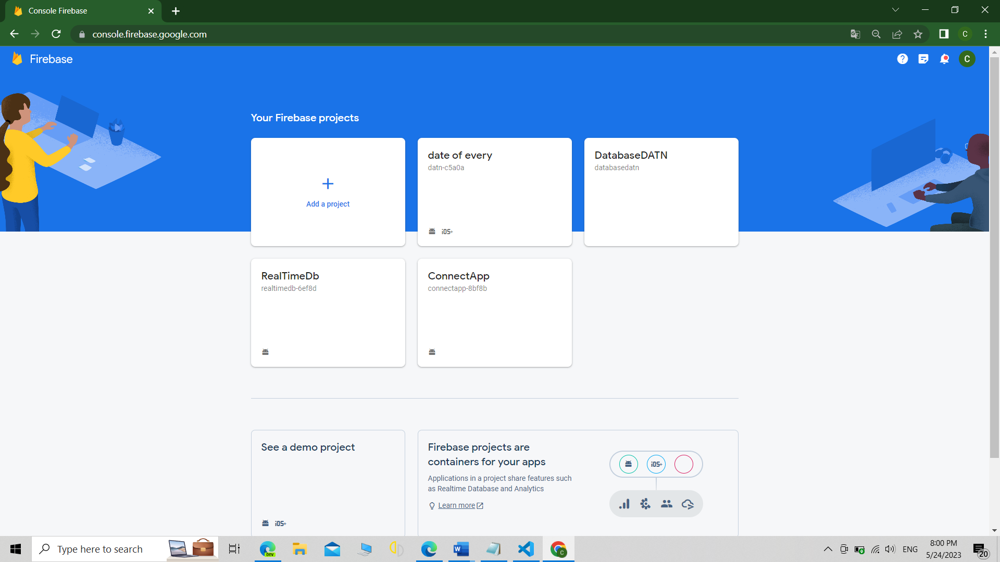 Console Firebase
console.firebase.google.com
C
Firebase
C
Your Firebase projects
Add a project
date of every
datn-c5a0a
iOS+
DatabaseDATN
databasedatn
RealTimeDb
realtimedb-6ef8d
ConnectApp
connectapp-8bf8b
See a demo project
iOS+
Firebase projects are
containers for your apps
Applications in a project share features such
as Realtime Database and Analytics
Learn more
iOS+
Type here to search
DEV
W
C
ENG
8:00 PM
5/24/2023
20